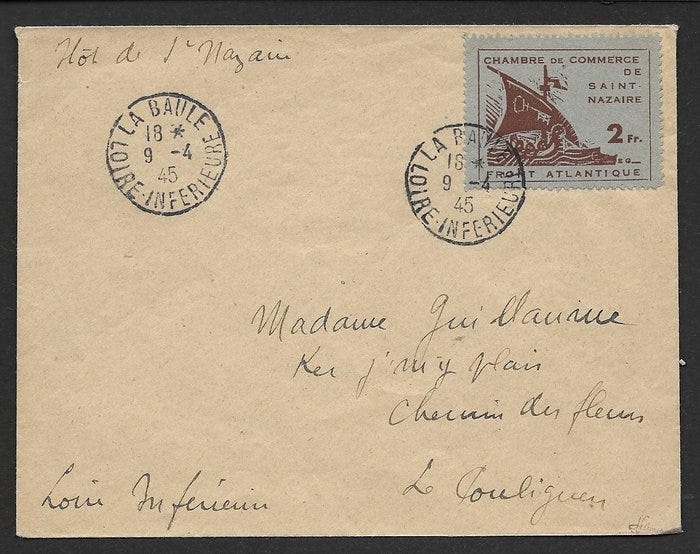 Ilot de St Nazaire
CHAMBRE DE COMMERCE
DE
SAINT-
NAZAIRE
2 Fr.
EG
FRONT ATLANTIQUE
LA BAULE
18 *
9 -4
45
LOIRE-INFERIEURE
LA BAULE
18 *
9 -4
45
LOIRE-INFERIEURE
Madame Guillaume
Ker j'm'y plais
Chemin des fleurs
Le Pouliguen
Loire Inférieure